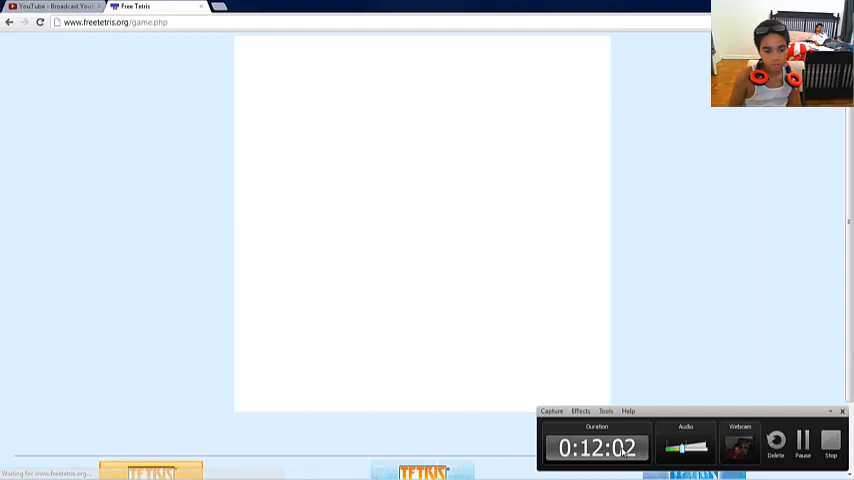 YouTube - Broadcast Your
Free Tetris
www.freetetris.org/game.php
Capture Effects Tools Help
Duration
Audio
Webcam
0:12:02
Delete
Pause
Stop
Waiting for www.freetetris.org...
TETRIS
TETRIS